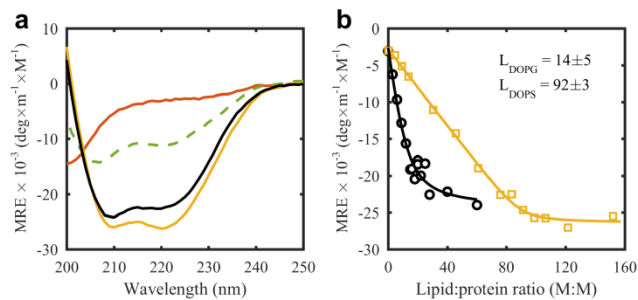 a
10
0
-10
-20
-30
MRE × 10⁻³ (deg×m⁻¹×M⁻¹)
200 210 220 230 240 250
Wavelength (nm)
b
0
-5
-10
-15
-20
-25
-30
MRE × 10⁻³ (deg×m⁻¹×M⁻¹)
L_DOPG = 14±5
L_DOPS = 92±3
0 40 80 120 160
Lipid:protein ratio (M:M)